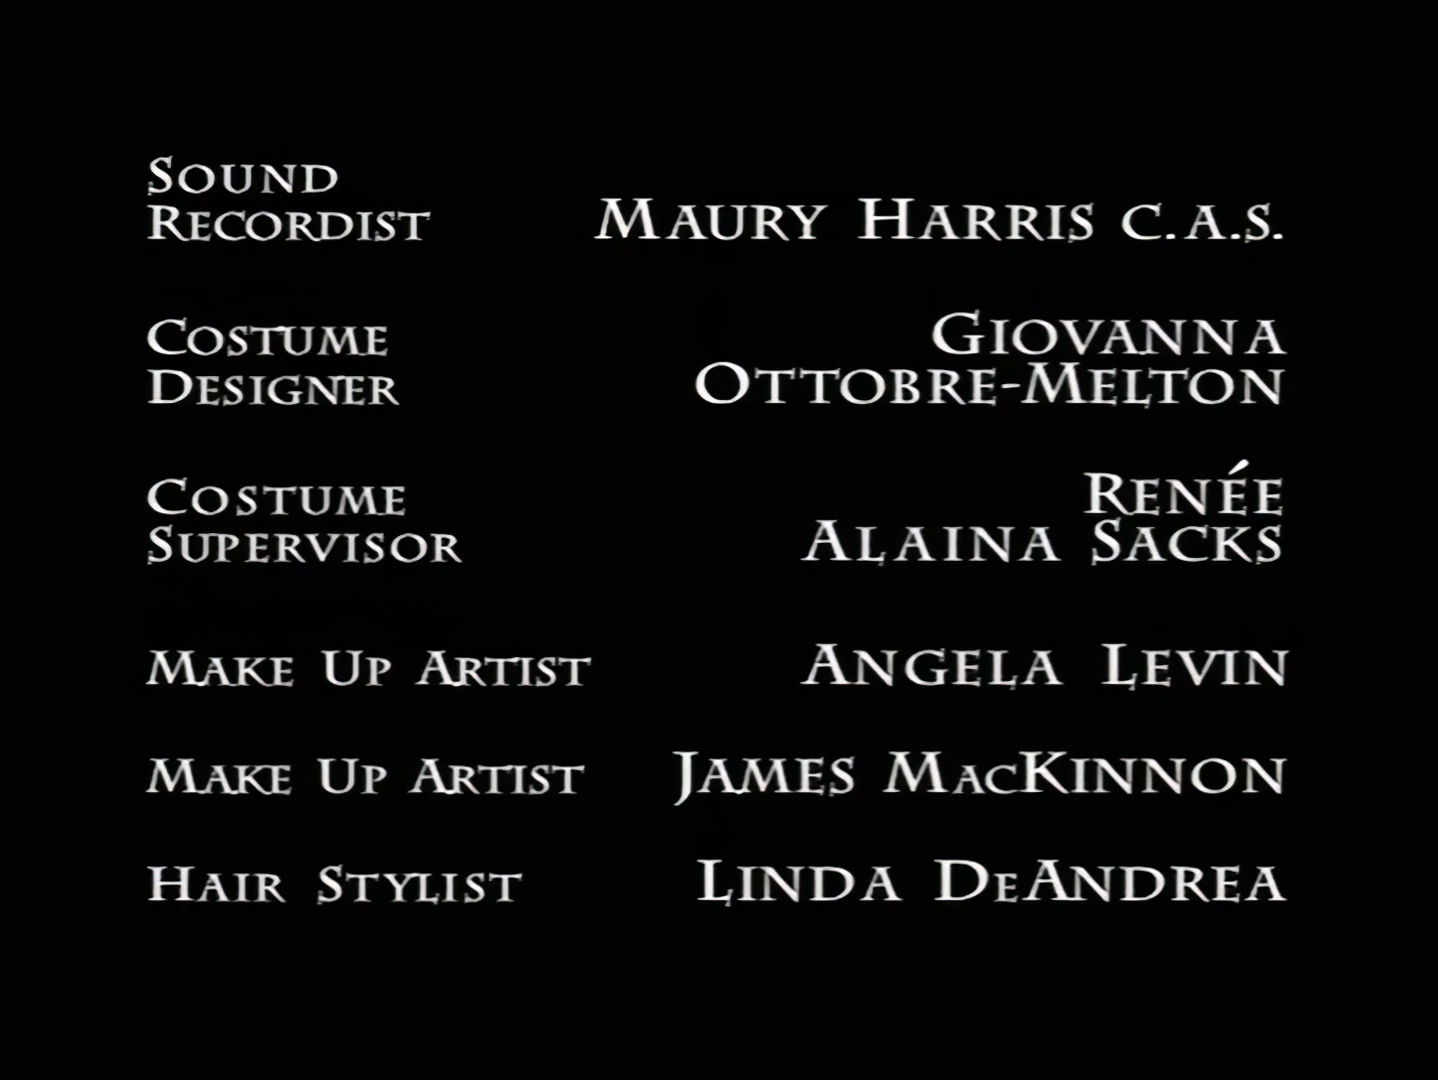 Sound
Recordist Maury Harris C.A.S.
Costume Giovanna
Designer Ottobre-Melton
Costume Renée
Supervisor Alaina Sacks
Make Up Artist Angela Levin
Make Up Artist James MacKinnon
Hair Stylist Linda DeAndrea